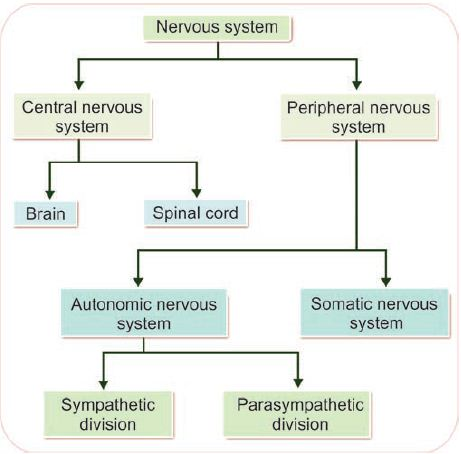 Nervous system
Central nervous
system
Peripheral nervous
system
Brain
Spinal cord
Autonomic nervous
system
Somatic nervous
system
Sympathetic
division
Parasympathetic
division